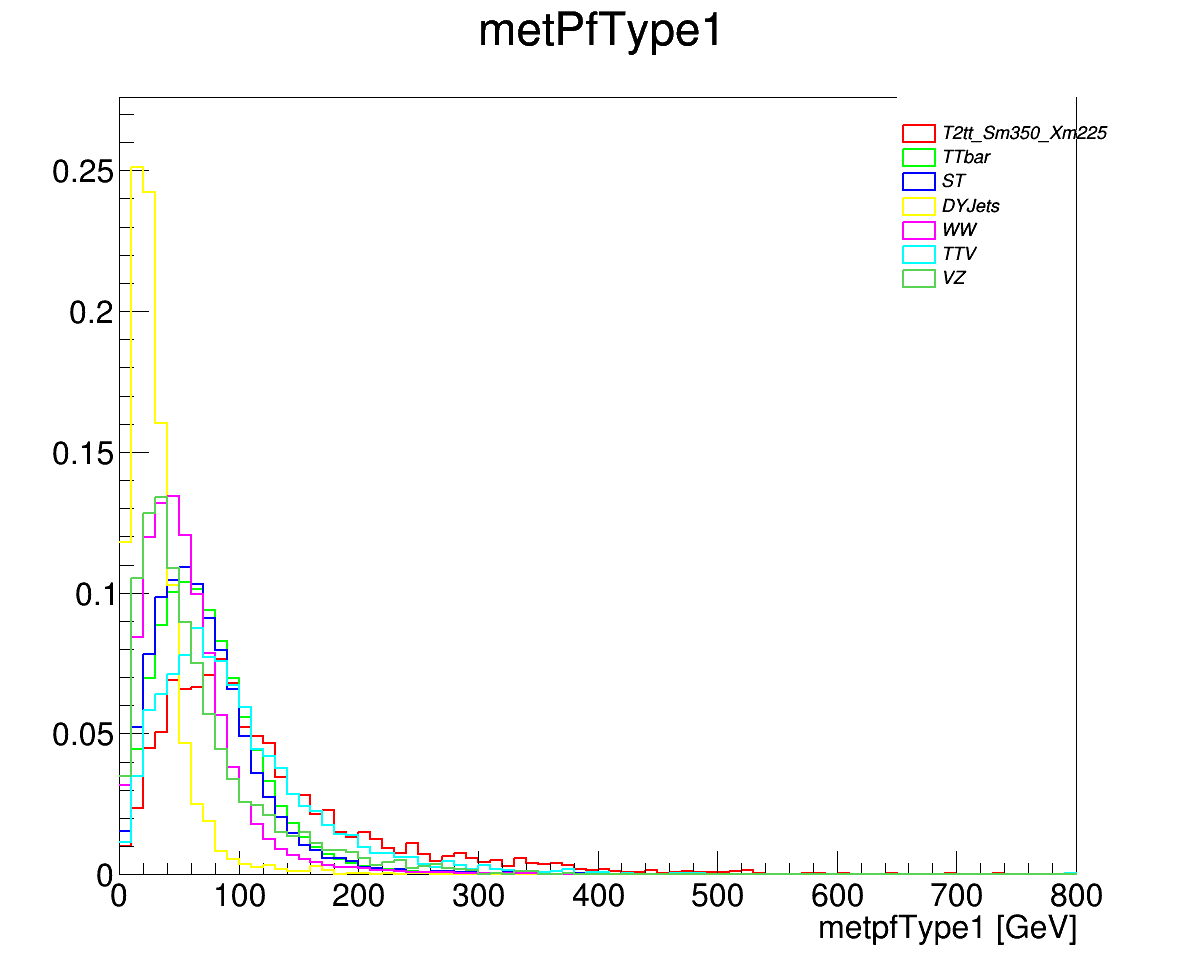 metPfType1
T2tt_Sm350_Xm225
TTbar
ST
DYJets
WW
TTV
VZ
0.25
0.2
0.15
0.1
0.05
0
0 100 200 300 400 500 600 700 800
metpfType1 [GeV]